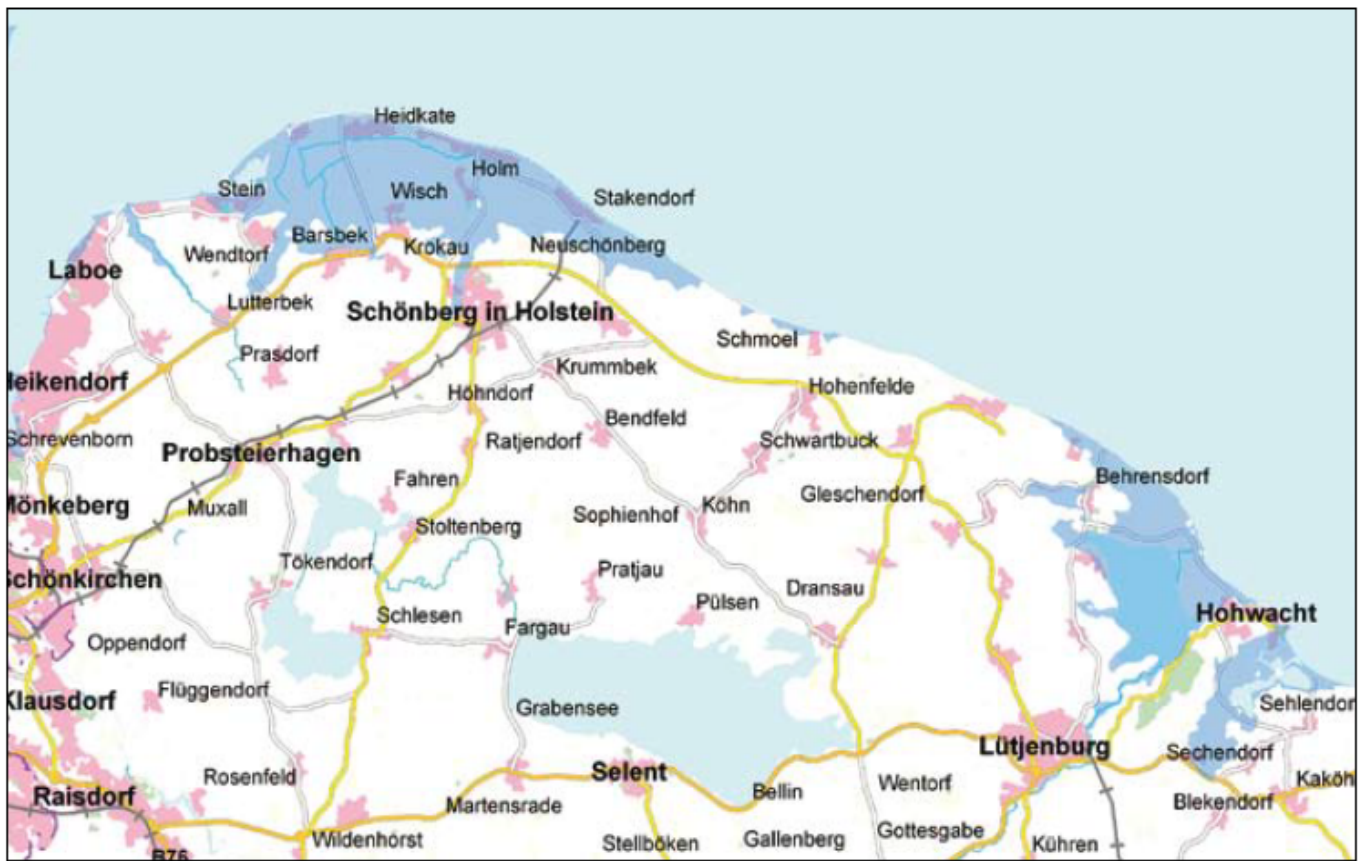 Heidkate
Holm
Stein
Wisch
Stakendorf
Barsbek
Krokau
Neuschönberg
Wendtorf
Laboe
Lutterbek
Schönberg in Holstein
Schmoel
Prasdorf
Krummbek
Heikendorf
Höhndorf
Hohenfelde
Bendfeld
Schrevenborn
Ratjendorf
Schwartbuck
Probsteierhagen
Fahren
Behrensdorf
Gleschendorf
Mönkeberg
Muxall
Köhn
Sophienhof
Stoltenberg
Tökendorf
Schönkirchen
Pratjau
Dransau
Pülsen
Schlesen
Fargau
Hohwacht
Oppendorf
Flüggendorf
Klausdorf
Grabensee
Sehlendor
Lütjenburg
Sechendorf
Rosenfeld
Selent
Wentorf
Kaköh
Raisdorf
Martensrade
Bellin
Blekendorf
Wildenhorst
Stellböken
Gallenberg
Gottesgabe
Kühren
B76